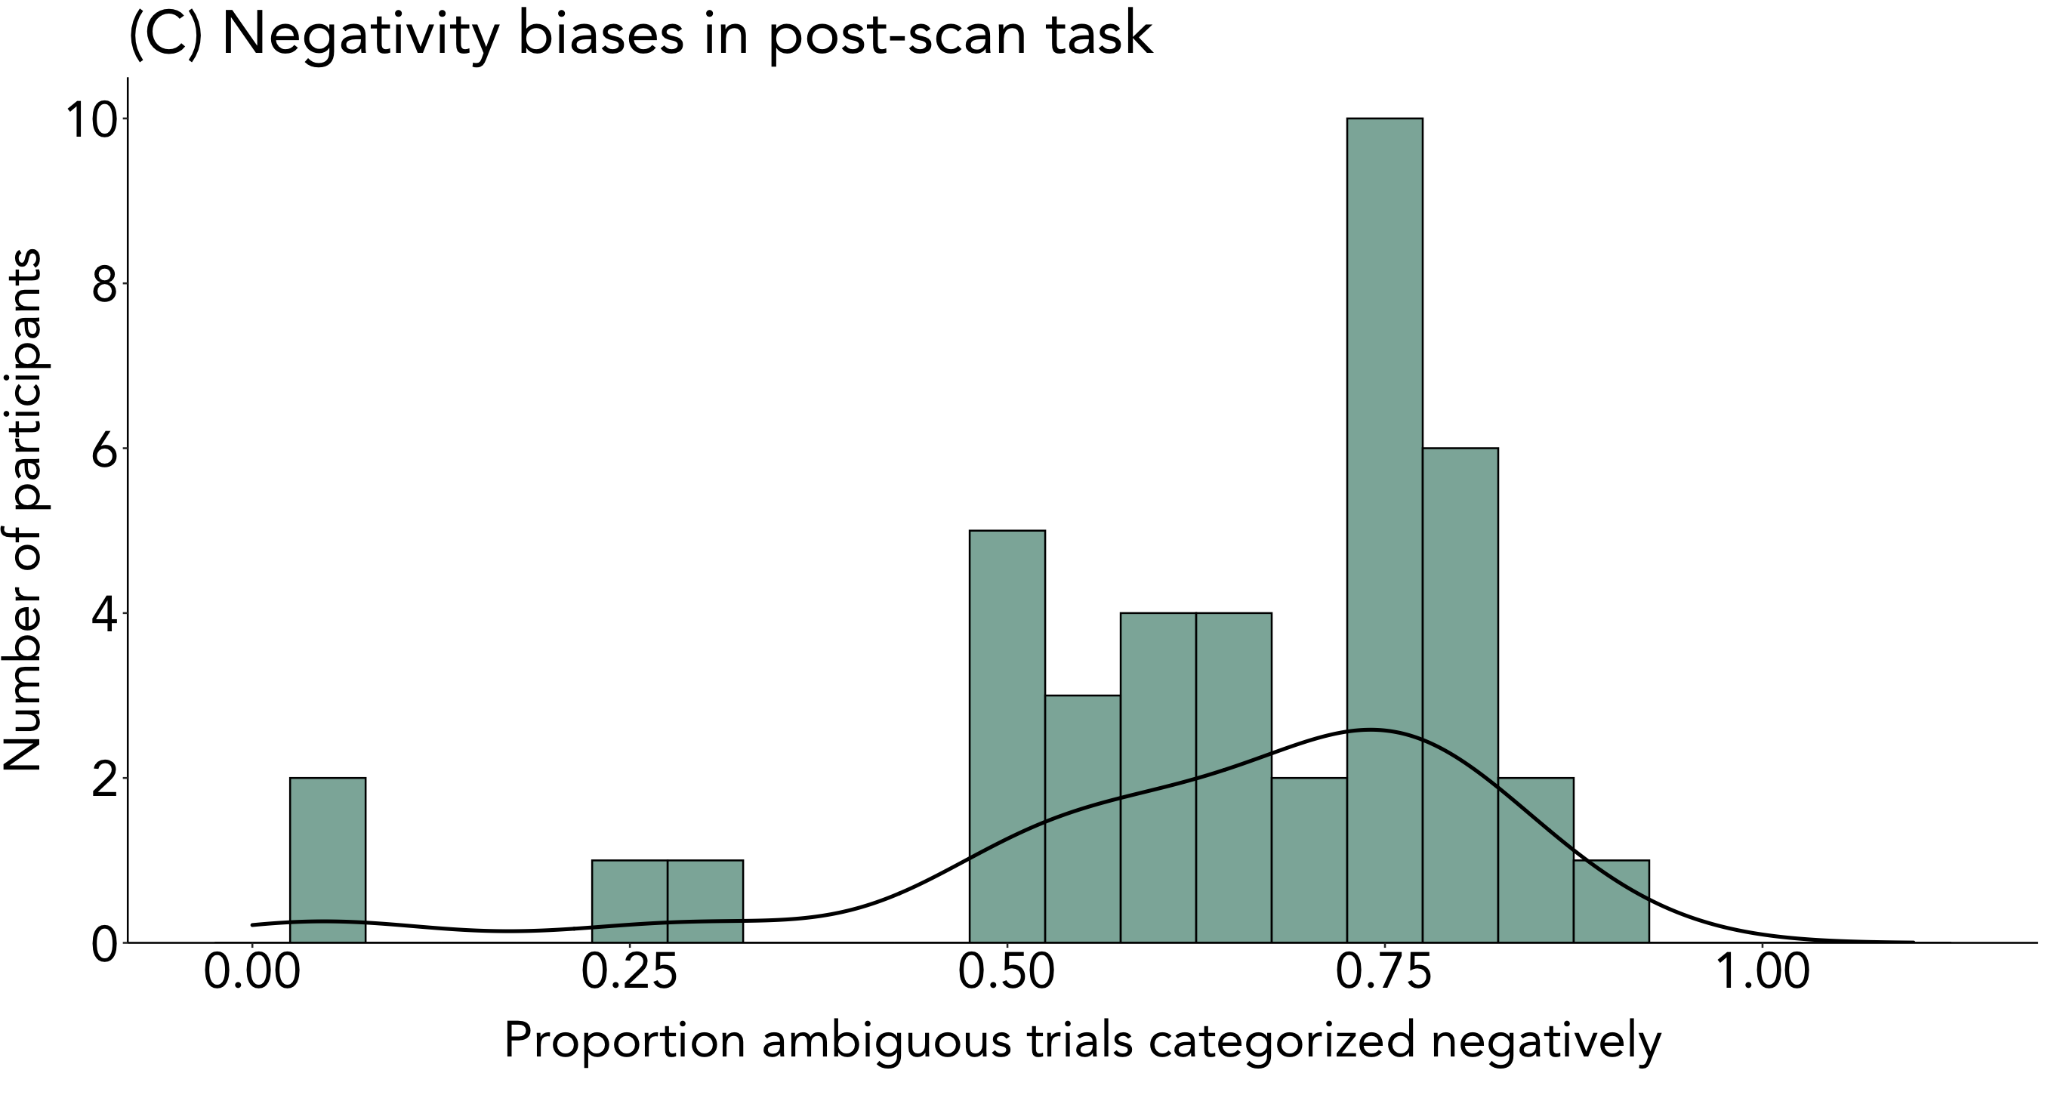 (C) Negativity biases in post-scan task
Number of participants
10
8
6
4
2
0
0.00 0.25 0.50 0.75 1.00
Proportion ambiguous trials categorized negatively